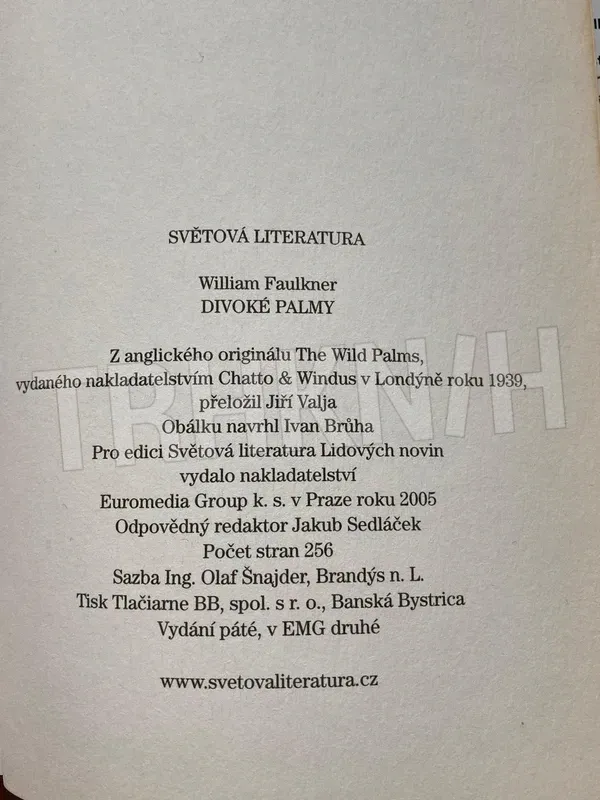 SVĚTOVÁ LITERATURA
William Faulkner
DIVOKÉ PALMY
Z anglického originálu The Wild Palms,
vydaného nakladatelstvím Chatto & Windus v Londýně roku 1939,
přeložil Jiří Valja
Obálku navrhl Ivan Brůha
Pro edici Světová literatura Lidových novin
vydalo nakladatelství
Euromedia Group k. s. v Praze roku 2005
Odpovědný redaktor Jakub Sedláček
Počet stran 256
Sazba Ing. Olaf Šnajder, Brandýs n. L.
Tisk Tlačiarne BB, spol. s r. o., Banská Bystrica
Vydání páté, v EMG druhé
www.svetovaliteratura.cz